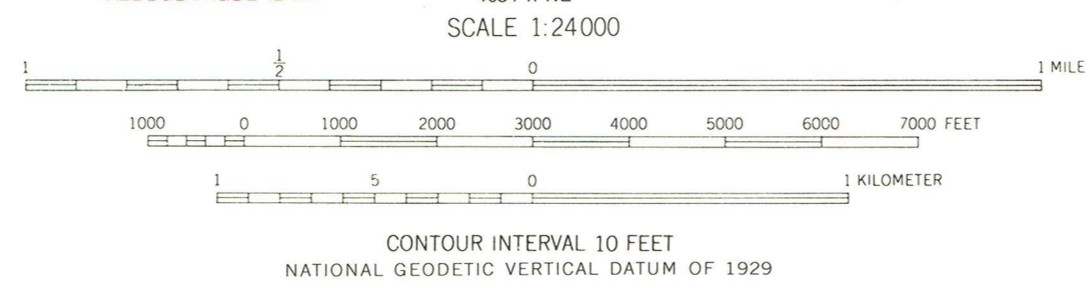 SCALE 1:24000
1 1/2 0 1 MILE
1000 0 1000 2000 3000 4000 5000 6000 7000 FEET
1 5 0 1 KILOMETER
CONTOUR INTERVAL 10 FEET
NATIONAL GEODETIC VERTICAL DATUM OF 1929